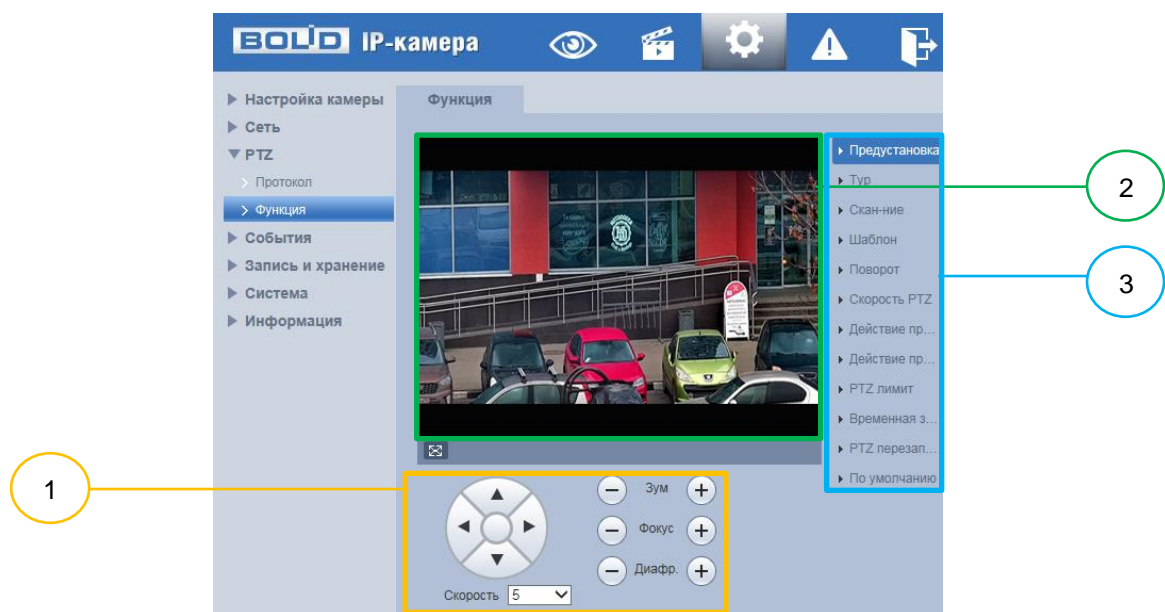 BOLID IP-камера
Настройка камеры
Сеть
PTZ
Протокол
Функция
События
Запись и хранение
Система
Информация
Функция
Предустановка
Тур
Скан-ние
Шаблон
Поворот
Скорость PTZ
Действие пр...
Действие пр...
PTZ лимит
Временная з...
PTZ перезап...
По умолчанию
2
3
1
Зум
Фокус
Диафр.
Скорость 5